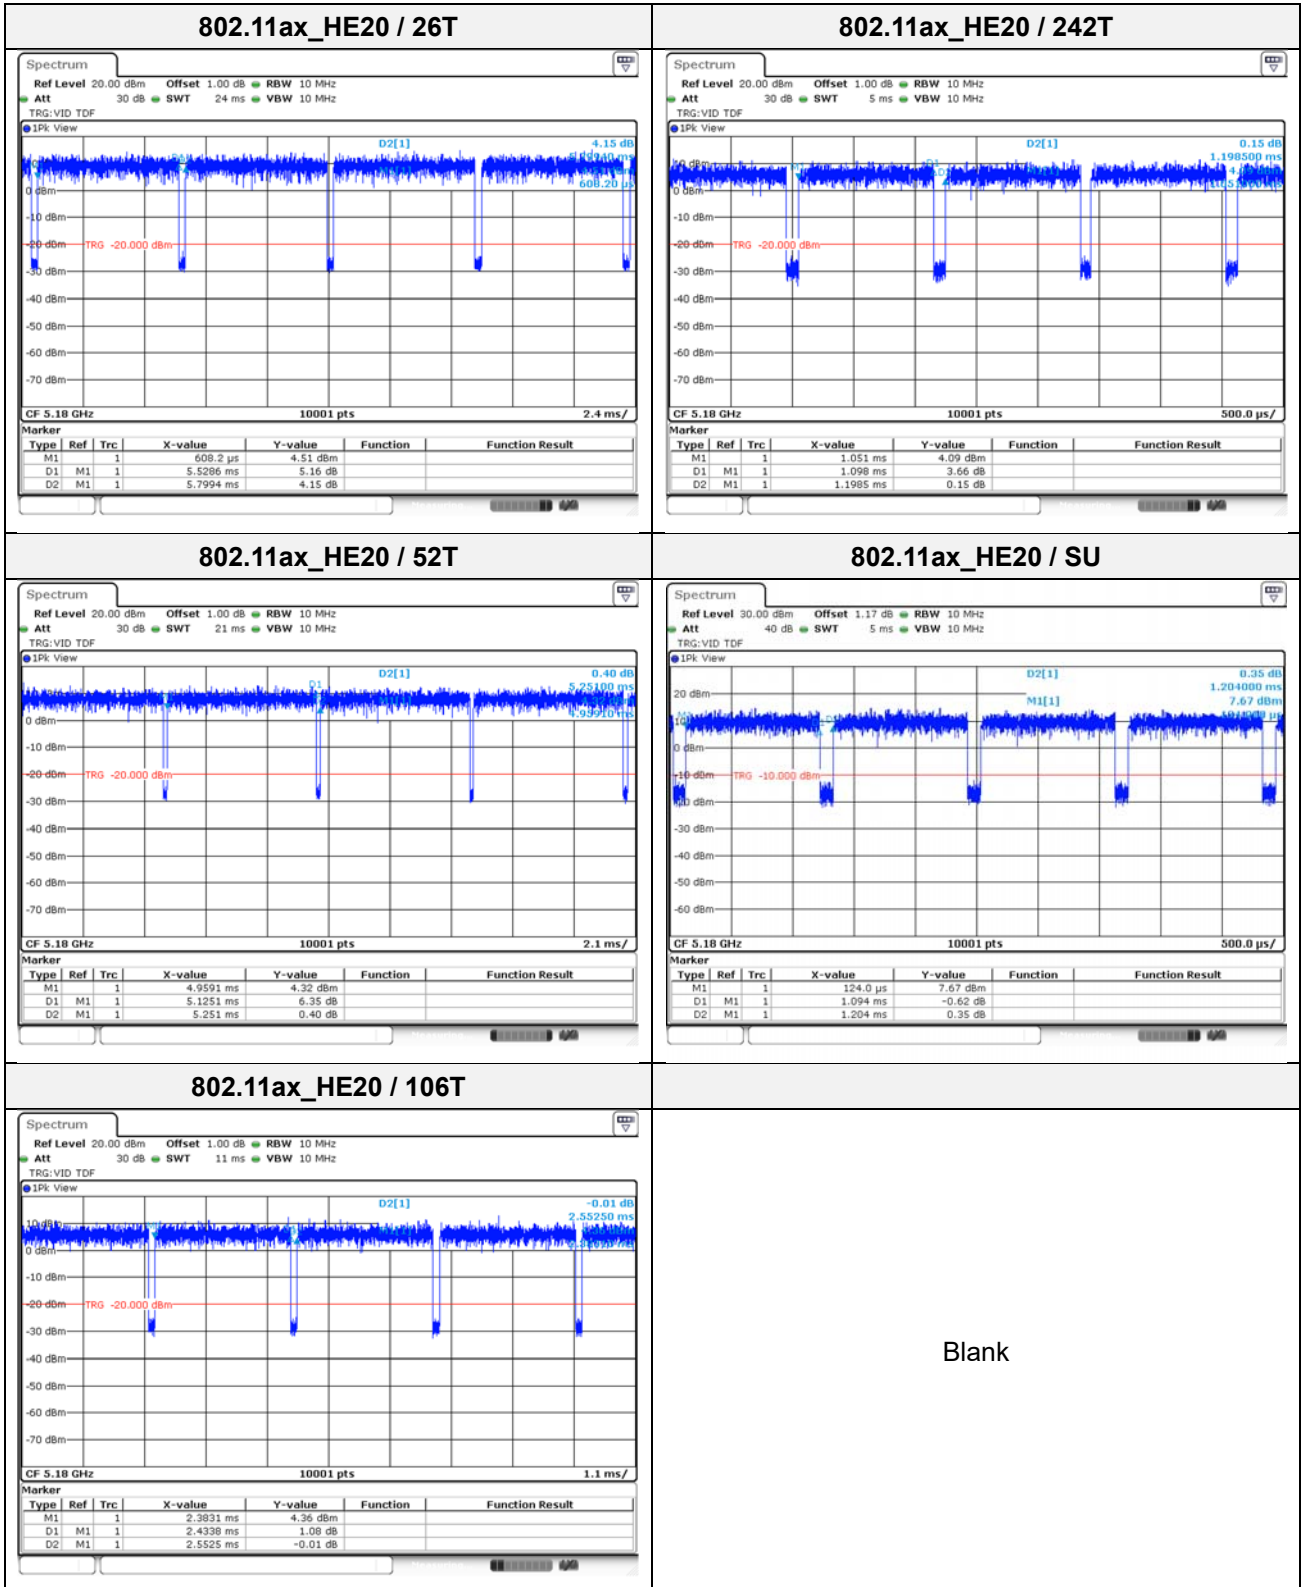 802.11ax_HE20 / 26T
Spectrum
Ref Level 20.00 dBm Offset 1.00 dB RBW 10 MHz
Att 30 dB SWT 24 ms VBW 10 MHz
TRG:VID TDF
1Pk View
D2[1] 4.15 dB
608.20 µs
0 dBm
-10 dBm
-20 dBm TRG -20.000 dBm
-30 dBm
-40 dBm
-50 dBm
-60 dBm
-70 dBm
CF 5.18 GHz 10001 pts 2.4 ms/
Marker
Type Ref Trc X-value Y-value Function Function Result
M1 1 608.2 µs 4.51 dBm
D1 M1 1 5.5286 ms 5.16 dB
D2 M1 1 5.7994 ms 4.15 dB
802.11ax_HE20 / 242T
Spectrum
Ref Level 20.00 dBm Offset 1.00 dB RBW 10 MHz
Att 30 dB SWT 5 ms VBW 10 MHz
TRG:VID TDF
1Pk View
D2[1] 0.15 dB
1.198500 ms
D1
0 dBm
-10 dBm
-20 dBm TRG -20.000 dBm
-30 dBm
-40 dBm
-50 dBm
-60 dBm
-70 dBm
CF 5.18 GHz 10001 pts 500.0 µs/
Marker
Type Ref Trc X-value Y-value Function Function Result
M1 1 1.051 ms 4.09 dBm
D1 M1 1 1.098 ms 3.66 dB
D2 M1 1 1.1985 ms 0.15 dB
802.11ax_HE20 / 52T
Spectrum
Ref Level 20.00 dBm Offset 1.00 dB RBW 10 MHz
Att 30 dB SWT 21 ms VBW 10 MHz
TRG:VID TDF
1Pk View
D2[1] 0.40 dB
5.25100 ms
D1
4.95910 ms
0 dBm
-10 dBm
-20 dBm TRG -20.000 dBm
-30 dBm
-40 dBm
-50 dBm
-60 dBm
-70 dBm
CF 5.18 GHz 10001 pts 2.1 ms/
Marker
Type Ref Trc X-value Y-value Function Function Result
M1 1 4.9591 ms 4.32 dBm
D1 M1 1 5.1251 ms 6.35 dB
D2 M1 1 5.251 ms 0.40 dB
802.11ax_HE20 / SU
Spectrum
Ref Level 30.00 dBm Offset 1.17 dB RBW 10 MHz
Att 40 dB SWT 5 ms VBW 10 MHz
TRG:VID TDF
1Pk View
D2[1] 0.35 dB
1.204000 ms
20 dBm
M1[1] 7.67 dBm
10 dBm
0 dBm
-10 dBm TRG -10.000 dBm
-20 dBm
-30 dBm
-40 dBm
-50 dBm
-60 dBm
CF 5.18 GHz 10001 pts 500.0 µs/
Marker
Type Ref Trc X-value Y-value Function Function Result
M1 1 124.0 µs 7.67 dBm
D1 M1 1 1.094 ms -0.62 dB
D2 M1 1 1.204 ms 0.35 dB
802.11ax_HE20 / 106T
Spectrum
Ref Level 20.00 dBm Offset 1.00 dB RBW 10 MHz
Att 30 dB SWT 11 ms VBW 10 MHz
TRG:VID TDF
1Pk View
D2[1] -0.01 dB
2.55250 ms
10 dBm
0 dBm
-10 dBm
-20 dBm TRG -20.000 dBm
-30 dBm
-40 dBm
-50 dBm
-60 dBm
-70 dBm
CF 5.18 GHz 10001 pts 1.1 ms/
Marker
Type Ref Trc X-value Y-value Function Function Result
M1 1 2.3831 ms 4.36 dBm
D1 M1 1 2.4338 ms 1.08 dB
D2 M1 1 2.5525 ms -0.01 dB
Blank